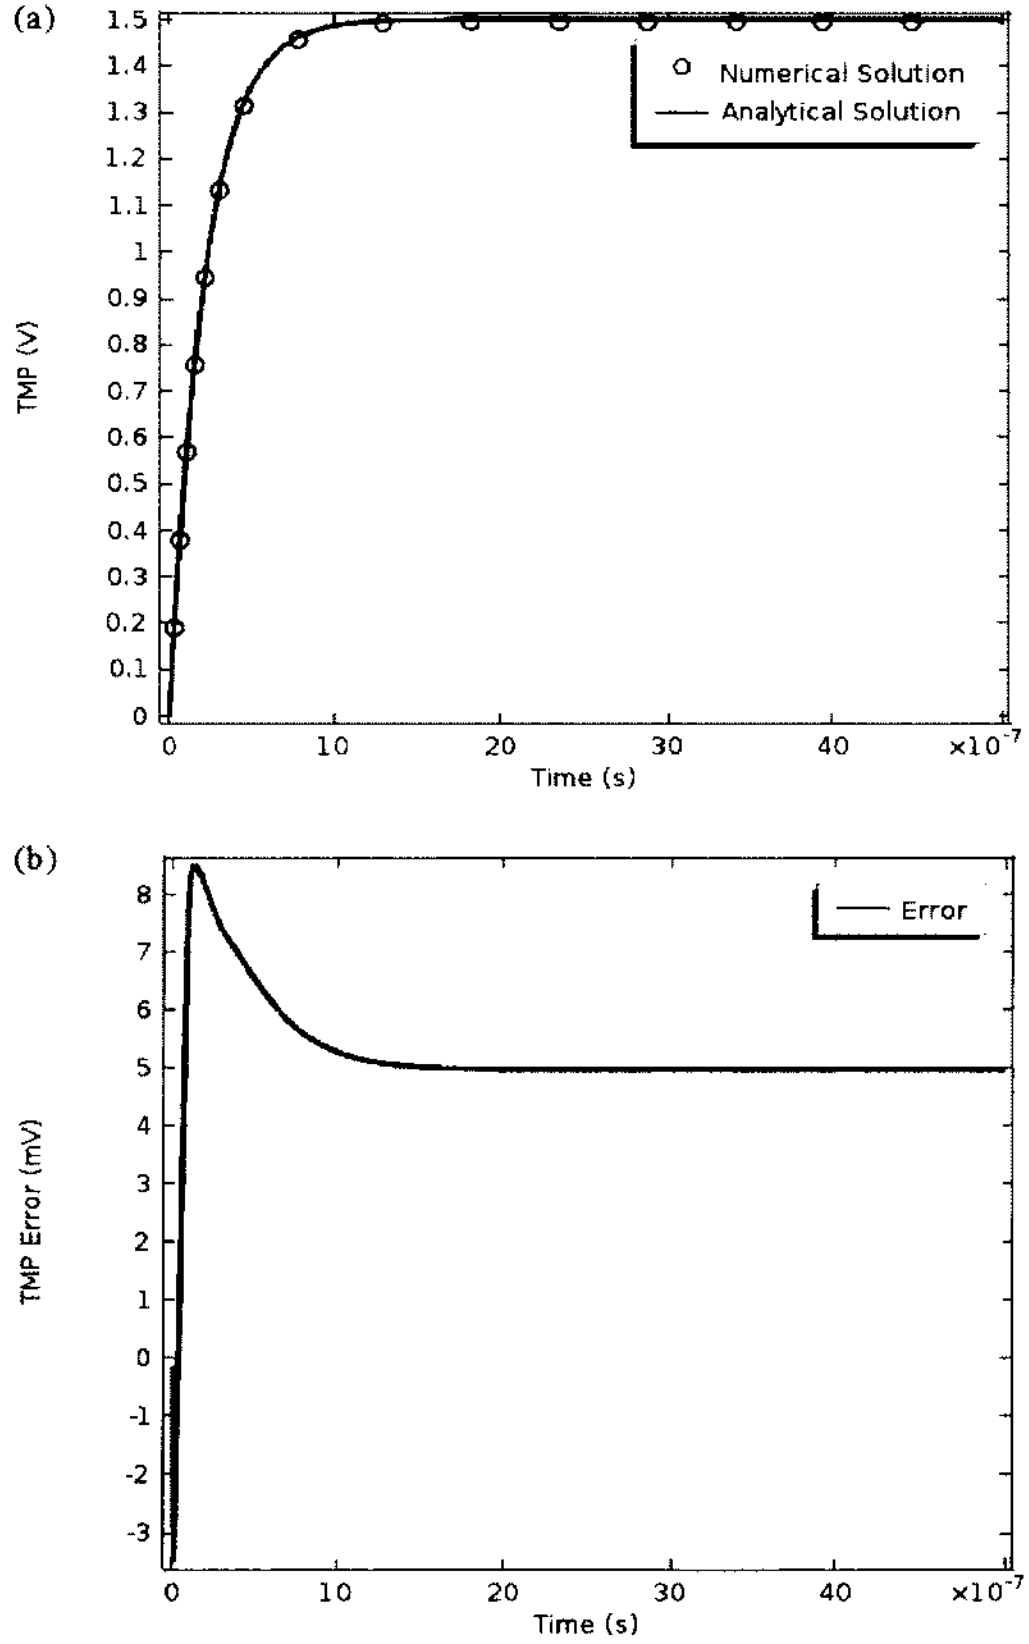 (a)
1.5
1.4
1.3
1.2
1.1
1
0.9
0.8
0.7
0.6
0.5
0.4
0.3
0.2
0.1
0
TMP (V)
Numerical Solution
Analytical Solution
0 10 20 30 40 ×10⁻⁷
Time (s)
(b)
8
7
6
5
4
3
2
1
0
-1
-2
-3
TMP Error (mV)
Error
0 10 20 30 40 ×10⁻⁷
Time (s)